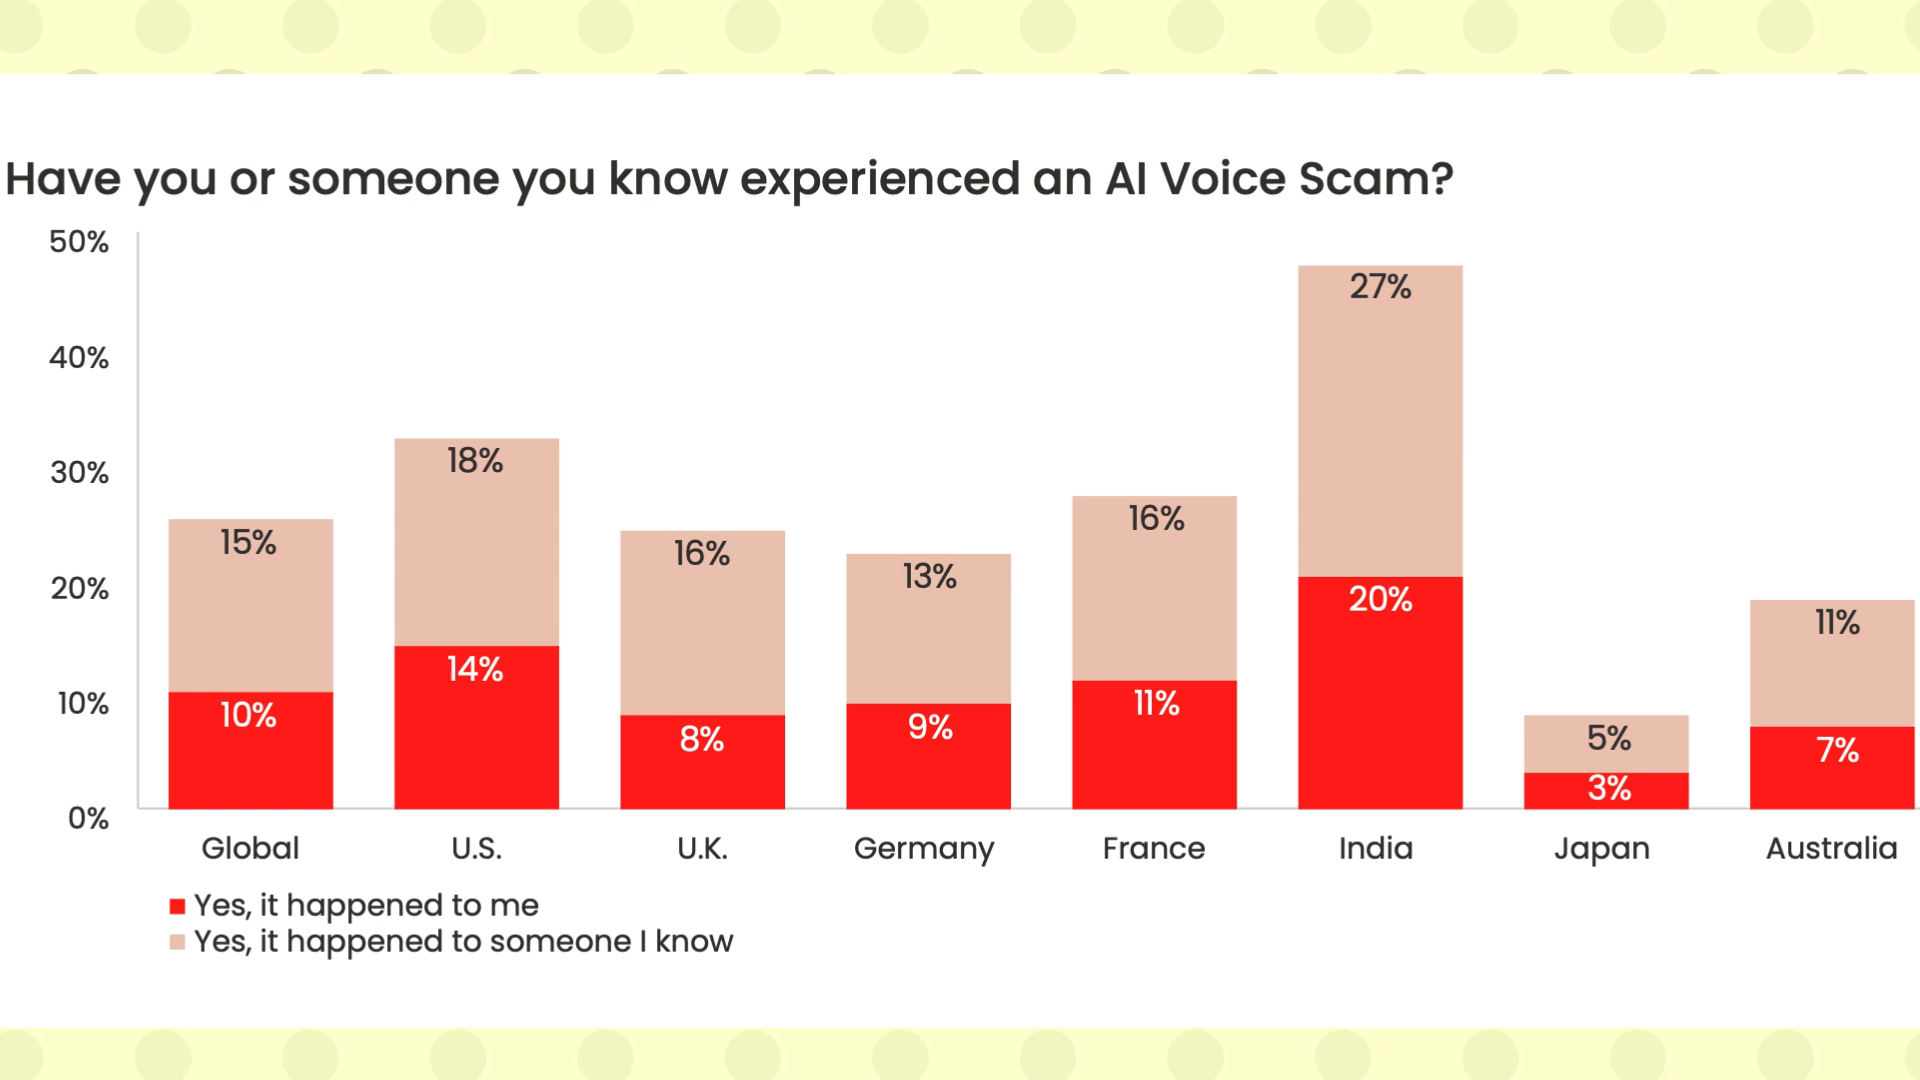 Have you or someone you know experienced an AI Voice Scam?
50%
40%
30%
20%
10%
0%
15%
10%
18%
14%
16%
8%
13%
9%
16%
11%
27%
20%
5%
3%
11%
7%
Global
U.S.
U.K.
Germany
France
India
Japan
Australia
Yes, it happened to me
Yes, it happened to someone I know